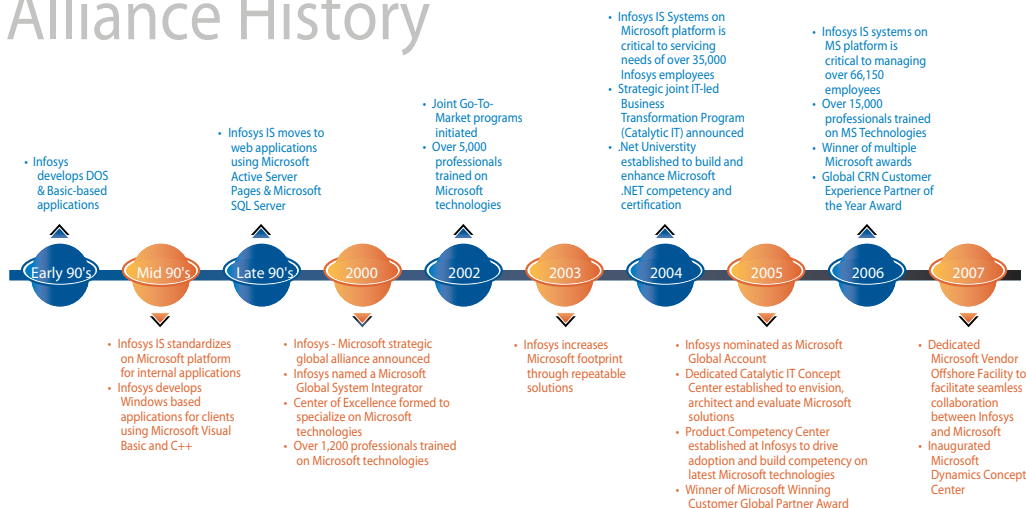 Alliance History
• Infosys
develops DOS
& Basic-based
applications
• Infosys IS moves to
web applications
using Microsoft
Active Server
Pages & Microsoft
SQL Server
• Joint Go-To-
Market programs
initiated
• Over 5,000
professionals
trained on
Microsoft
technologies
• Infosys IS Systems on
Microsoft platform is
critical to servicing
needs of over 35,000
Infosys employees
• Strategic joint IT-led
Business
Transformation Program
(Catalytic IT) announced
• .Net Universtity
established to build and
enhance Microsoft
.NET competency and
certification
• Infosys IS systems on
MS platform is
critical to managing
over 66,150
employees
• Over 15,000
professionals trained
on MS Technologies
• Winner of multiple
Microsoft awards
• Global CRN Customer
Experience Partner of
the Year Award
Early 90's
Mid 90's
Late 90's
2000
2002
2003
2004
2005
2006
2007
• Infosys IS standardizes
on Microsoft platform
for internal applications
• Infosys develops
Windows based
applications for clients
using Microsoft Visual
Basic and C++
• Infosys - Microsoft strategic
global alliance announced
• Infosys named a Microsoft
Global System Integrator
• Center of Excellence formed to
specialize on Microsoft
technologies
• Over 1,200 professionals trained
on Microsoft technologies
• Infosys increases
Microsoft footprint
through repeatable
solutions
• Infosys nominated as Microsoft
Global Account
• Dedicated Catalytic IT Concept
Center established to envision,
architect and evaluate Microsoft
solutions
• Product Competency Center
established at Infosys to drive
adoption and build competency on
latest Microsoft technologies
• Winner of Microsoft Winning
Customer Global Partner Award
• Dedicated
Microsoft Vendor
Offshore Facility to
facilitate seamless
collaboration
between Infosys
and Microsoft
• Inaugurated
Microsoft
Dynamics Concept
Center